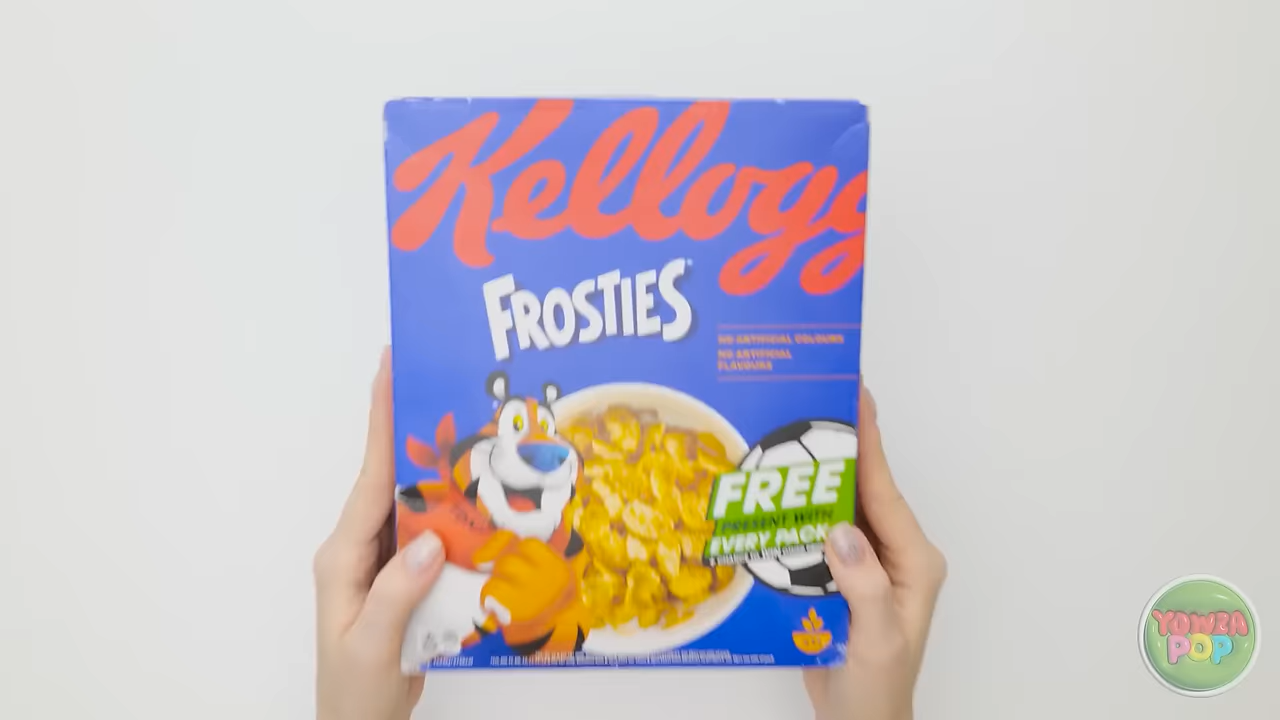 Kellogg
FROSTIES
NO ARTIFICIAL COLOURS
NO ARTIFICIAL
FLAVOURS
FREE
PRESENT WITH
EVERY PACK
YOWZA
POP